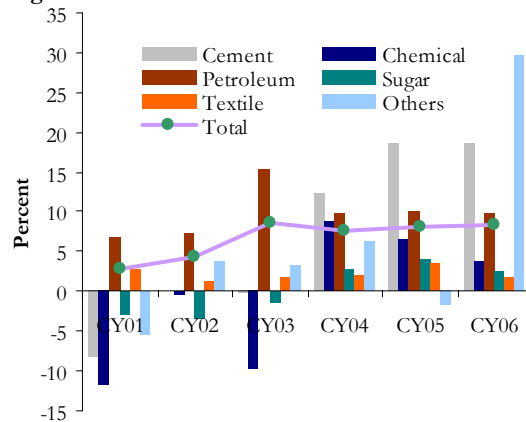 g
35
30
25
20
15
10
5
0
-5
-10
-15
Percent
Cement
Chemical
Petroleum
Sugar
Textile
Others
Total
CY01 CY02 CY03 CY04 CY05 CY06